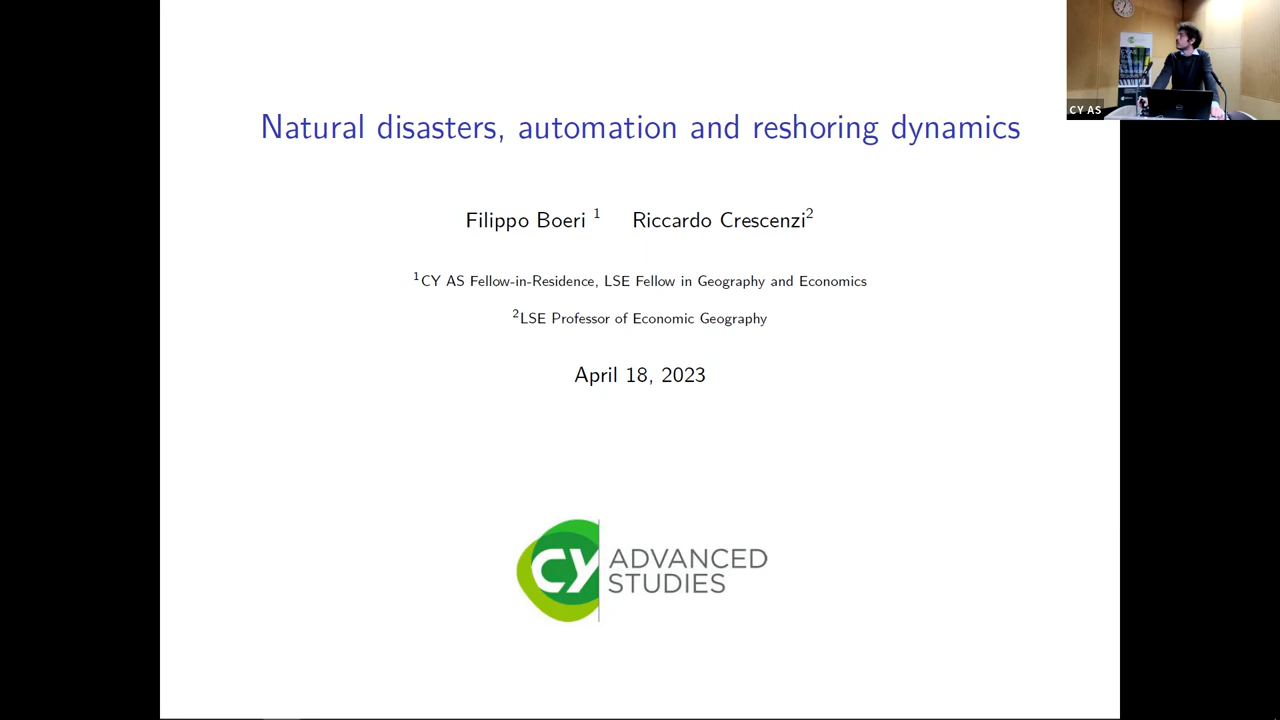 Natural disasters, automation and reshoring dynamics
Filippo Boeri ¹ Riccardo Crescenzi²
¹CY AS Fellow-in-Residence, LSE Fellow in Geography and Economics
²LSE Professor of Economic Geography
April 18, 2023
CY ADVANCED
STUDIES
CY AS